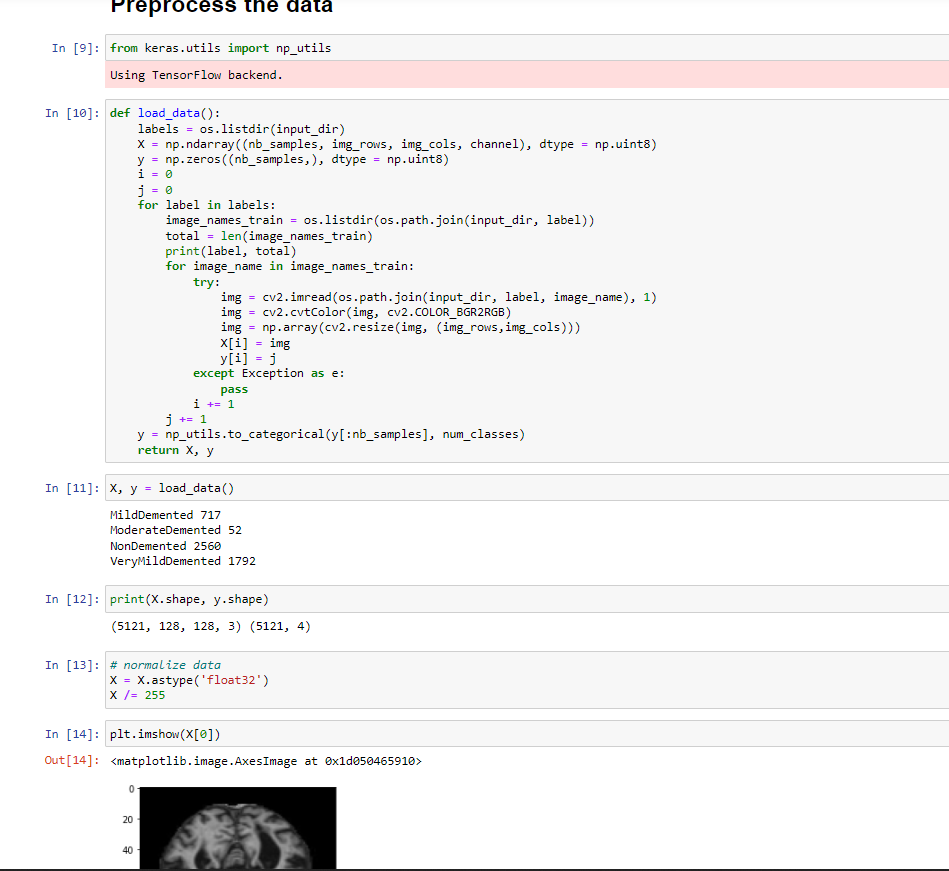 Preprocess the data
In [9]: from keras.utils import np_utils
Using TensorFlow backend.
In [10]: def load_data():
    labels = os.listdir(input_dir)
    X = np.ndarray((nb_samples, img_rows, img_cols, channel), dtype = np.uint8)
    y = np.zeros((nb_samples,), dtype = np.uint8)
    i = 0
    j = 0
    for label in labels:
        image_names_train = os.listdir(os.path.join(input_dir, label))
        total = len(image_names_train)
        print(label, total)
        for image_name in image_names_train:
            try:
                img = cv2.imread(os.path.join(input_dir, label, image_name), 1)
                img = cv2.cvtColor(img, cv2.COLOR_BGR2RGB)
                img = np.array(cv2.resize(img, (img_rows,img_cols)))
                X[i] = img
                y[i] = j
            except Exception as e:
                pass
            i += 1
        j += 1
    y = np_utils.to_categorical(y[:nb_samples], num_classes)
    return X, y
In [11]: X, y = load_data()
MildDemented 717
ModerateDemented 52
NonDemented 2560
VeryMildDemented 1792
In [12]: print(X.shape, y.shape)
(5121, 128, 128, 3) (5121, 4)
In [13]: # normalize data
X = X.astype('float32')
X /= 255
In [14]: plt.imshow(X[0])
Out[14]: <matplotlib.image.AxesImage at 0x1d050465910>
0
20
40